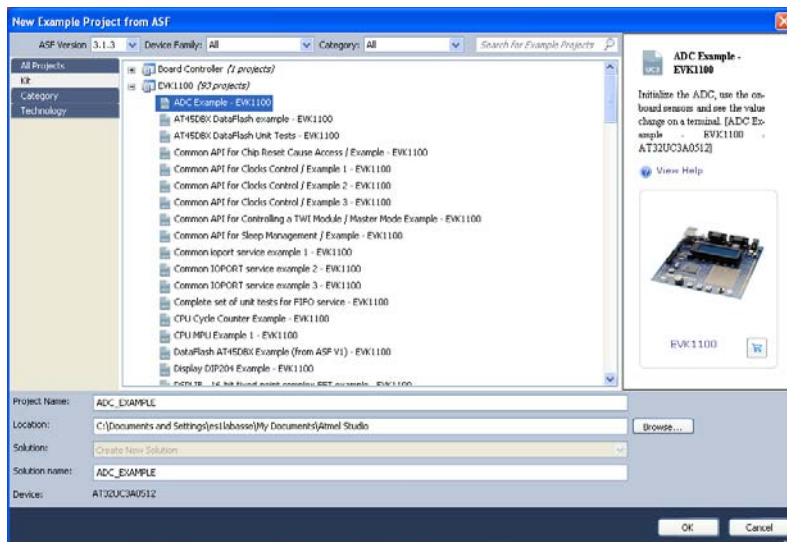 New Example Project from ASF
ASF Version 3.1.3 Device Family: All Category: All Search for Example Projects
All Projects
Kit
Category
Technology
Board Controller (1 projects)
EVK1100 (93 projects)
ADC Example - EVK1100
AT45DBX DataFlash example - EVK1100
AT45DBX DataFlash Unit Tests - EVK1100
Common API for Chip Reset Cause Access / Example - EVK1100
Common API for Clocks Control / Example 1 - EVK1100
Common API for Clocks Control / Example 2 - EVK1100
Common API for Clocks Control / Example 3 - EVK1100
Common API for Controlling a TWI Module / Master Mode Example - EVK1100
Common API for Sleep Management / Example - EVK1100
Common ioport service example 1 - EVK1100
Common IOPORT service example 2 - EVK1100
Common IOPORT service example 3 - EVK1100
Complete set of unit tests for FIFO service - EVK1100
CPU Cycle Counter Example - EVK1100
CPU MPU Example 1 - EVK1100
DataFlash AT45DBX Example (from ASF V1) - EVK1100
Display DIP204 Example - EVK1100
DSPLIB - 16-bit fixed point complex FFT example - EVK1100
UC3
ADC Example -
EVK1100
Initialize the ADC, use the on-
board sensors and see the value
change on a terminal. [ADC Ex-
ample - EVK1100 -
AT32UC3A0512]
View Help
EVK1100
Project Name: ADC_EXAMPLE
Location: C:\Documents and Settings\es1labasse\My Documents\Atmel Studio Browse...
Solution: Create New Solution
Solution name: ADC_EXAMPLE
Device: AT32UC3A0512
OK Cancel